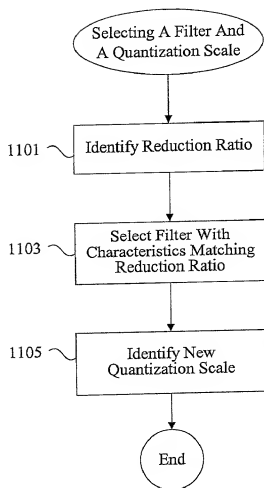 Selecting A Filter And
A Quantization Scale
1101
Identify Reduction Ratio
1103
Select Filter With
Characteristics Matching
Reduction Ratio
1105
Identify New
Quantization Scale
End